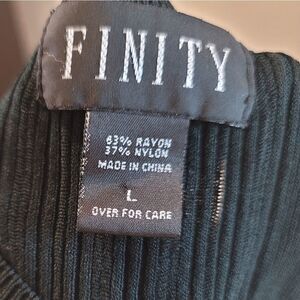 FINITY
63% RAYON
37% NYLON
MADE IN CHINA
L
OVER FOR CARE